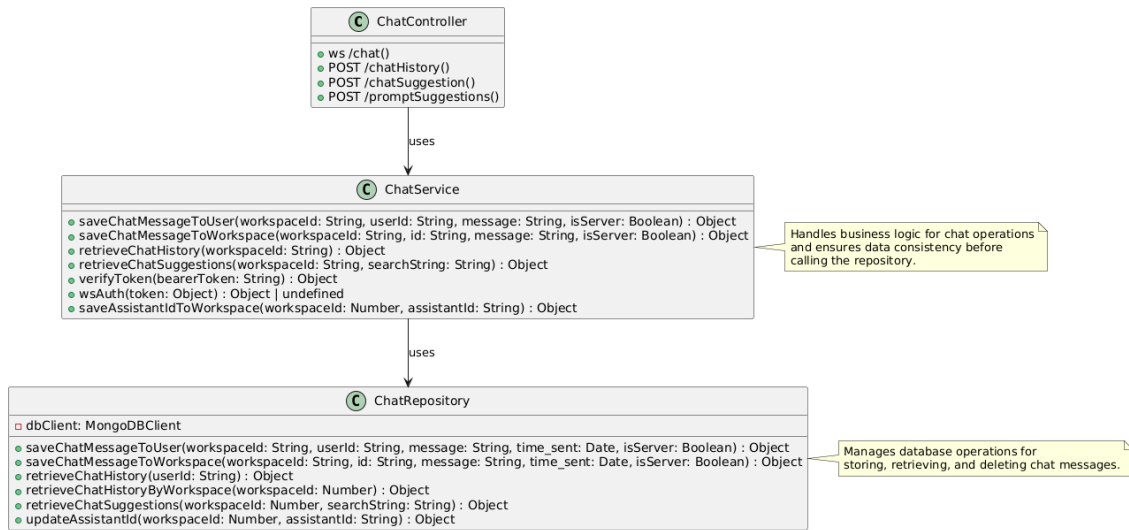 C ChatController
ws /chat()
POST /chatHistory()
POST /chatSuggestion()
POST /promptSuggestions()
uses
C ChatService
saveChatMessageToUser(workspaceId: String, userId: String, message: String, isServer: Boolean) : Object
saveChatMessageToWorkspace(workspaceId: String, id: String, message: String, isServer: Boolean) : Object
retrieveChatHistory(workspaceId: String) : Object
retrieveChatSuggestions(workspaceId: String, searchString: String) : Object
verifyToken(bearerToken: String) : Object
wsAuth(token: Object) : Object | undefined
saveAssistantIdToWorkspace(workspaceId: Number, assistantId: String) : Object
Handles business logic for chat operations
and ensures data consistency before
calling the repository.
uses
C ChatRepository
dbClient: MongoDBClient
saveChatMessageToUser(workspaceId: String, userId: String, message: String, time_sent: Date, isServer: Boolean) : Object
saveChatMessageToWorkspace(workspaceId: String, id: String, message: String, time_sent: Date, isServer: Boolean) : Object
retrieveChatHistory(userId: String) : Object
retrieveChatHistoryByWorkspace(workspaceId: Number) : Object
retrieveChatSuggestions(workspaceId: Number, searchString: String) : Object
updateAssistantId(workspaceId: Number, assistantId: String) : Object
Manages database operations for
storing, retrieving, and deleting chat messages.